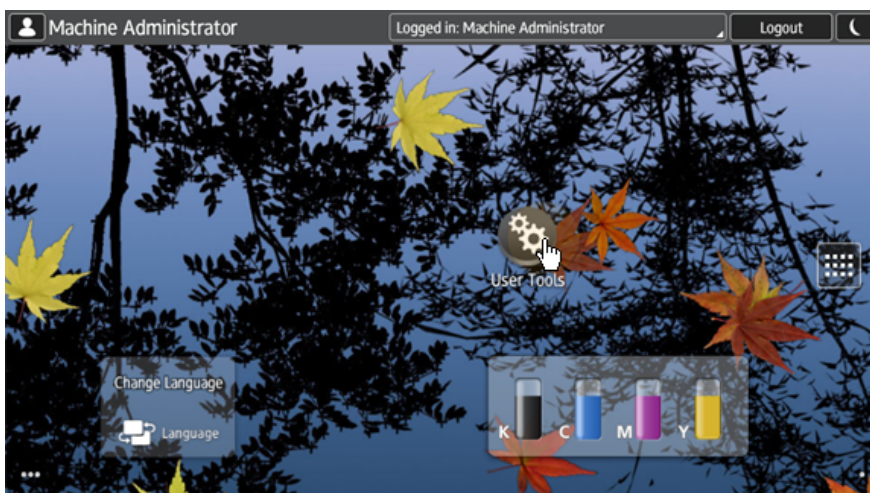 Machine Administrator
Logged in: Machine Administrator
Logout
User Tools
Change Language
Language
K
C
M
Y